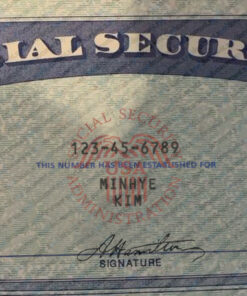 IAL SECUR
123-45-6789
THIS NUMBER HAS BEEN ESTABLISHED FOR
MINHYE
KIM
SIGNATURE